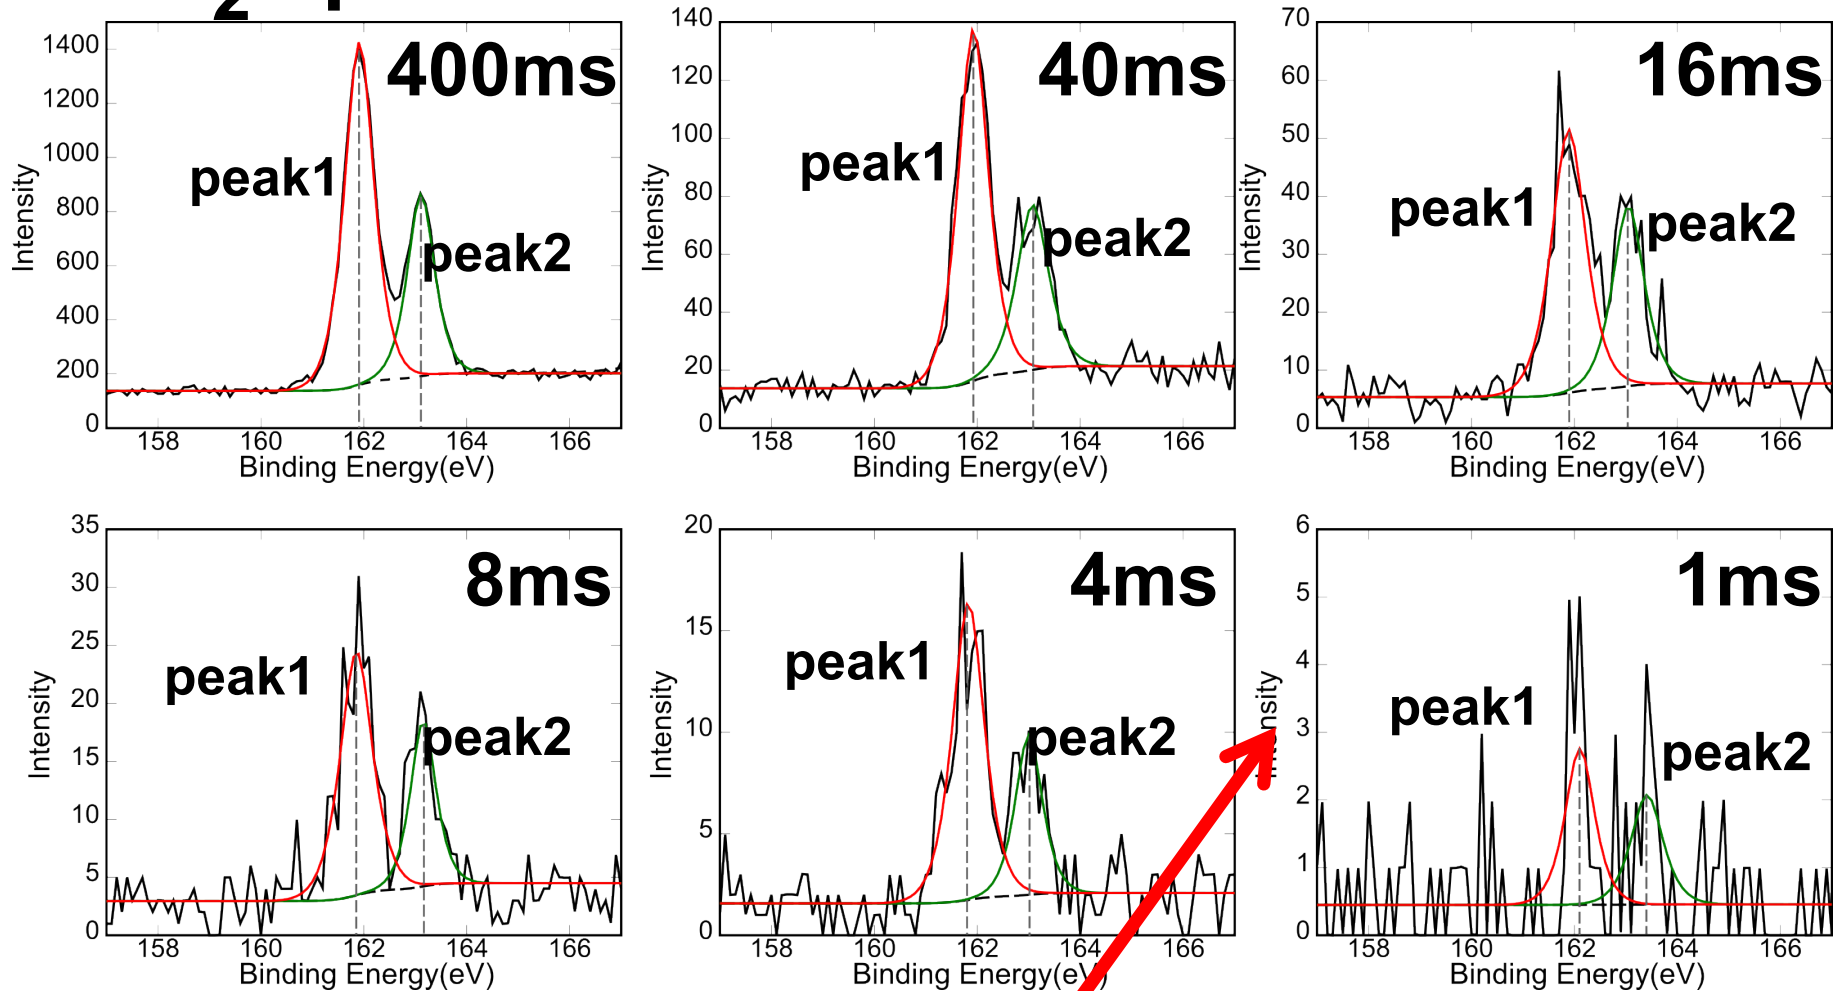 2
1400
1200
1000
800
600
400
200
0
Intensity
400ms
peak1
peak2
158 160 162 164 166
Binding Energy(eV)
140
120
100
80
60
40
20
0
Intensity
40ms
peak1
peak2
158 160 162 164 166
Binding Energy(eV)
70
60
50
40
30
20
10
0
Intensity
16ms
peak1
peak2
158 160 162 164 166
Binding Energy(eV)
35
30
25
20
15
10
5
0
Intensity
8ms
peak1
peak2
158 160 162 164 166
Binding Energy(eV)
20
15
10
5
0
Intensity
4ms
peak1
peak2
158 160 162 164 166
Binding Energy(eV)
6
5
4
3
2
1
0
Intensity
1ms
peak1
peak2
158 160 162 164 166
Binding Energy(eV)